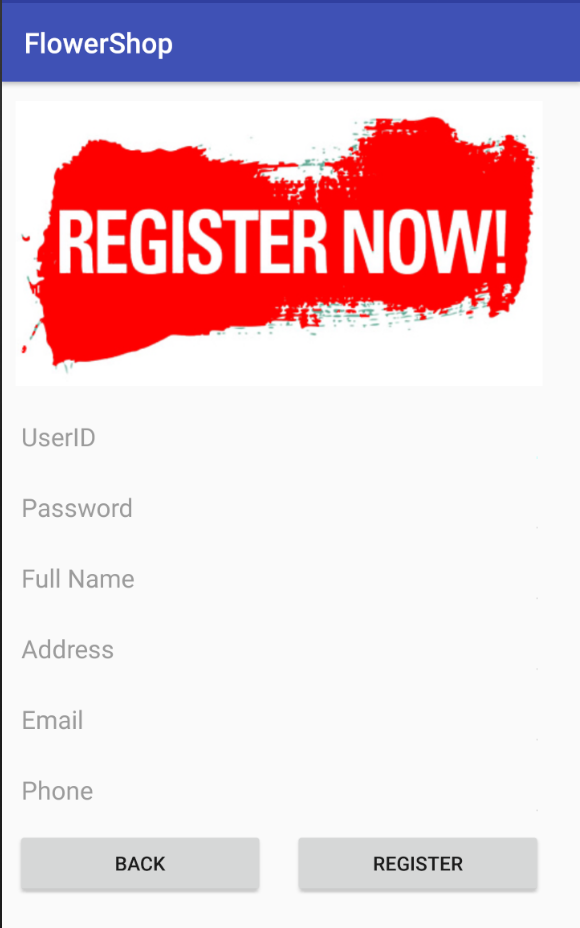 FlowerShop
REGISTER NOW!
UserID
Password
Full Name
Address
Email
Phone
BACK REGISTER